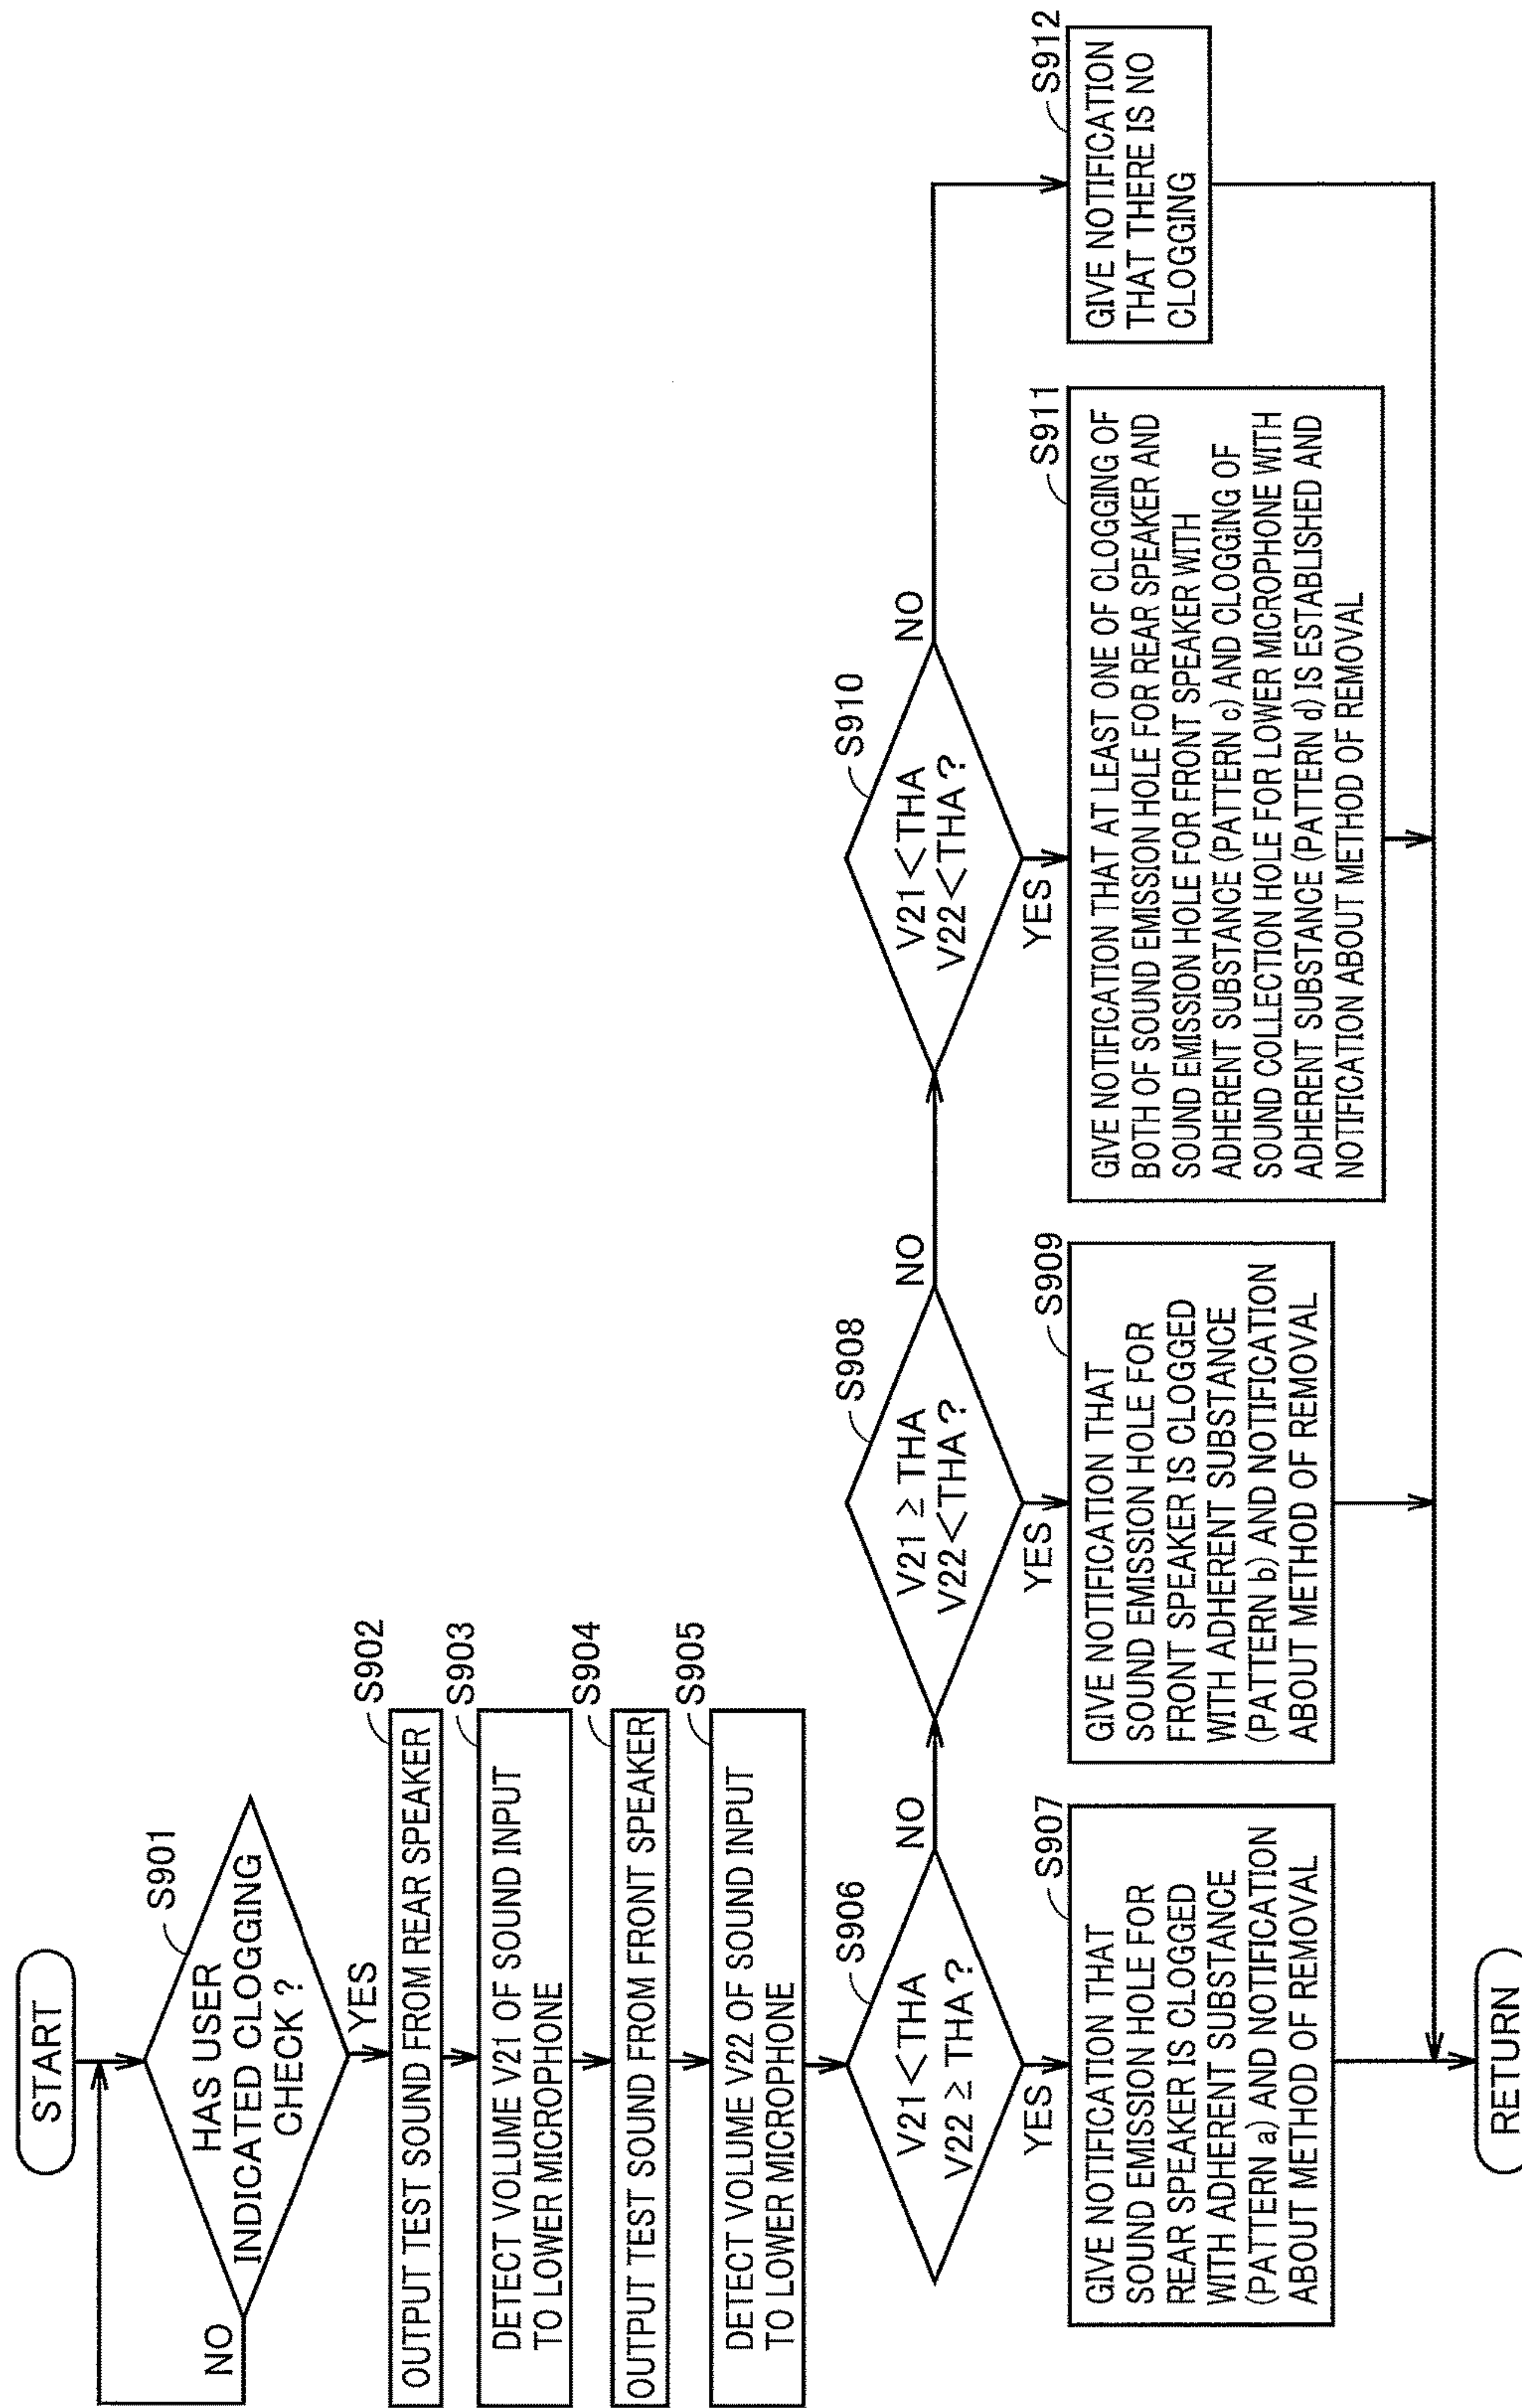 START
S901
HAS USER
INDICATED CLOGGING
CHECK ?
NO
YES
S902
OUTPUT TEST SOUND FROM REAR SPEAKER
S903
DETECT VOLUME V21 OF SOUND INPUT
TO LOWER MICROPHONE
S904
OUTPUT TEST SOUND FROM FRONT SPEAKER
S905
DETECT VOLUME V22 OF SOUND INPUT
TO LOWER MICROPHONE
S906
V21<THA
V22 ≥ THA ?
NO
YES
S907
GIVE NOTIFICATION THAT
SOUND EMISSION HOLE FOR
REAR SPEAKER IS CLOGGED
WITH ADHERENT SUBSTANCE
(PATTERN a) AND NOTIFICATION
ABOUT METHOD OF REMOVAL
S908
V21 ≥ THA
V22<THA ?
NO
YES
S909
GIVE NOTIFICATION THAT
SOUND EMISSION HOLE FOR
FRONT SPEAKER IS CLOGGED
WITH ADHERENT SUBSTANCE
(PATTERN b) AND NOTIFICATION
ABOUT METHOD OF REMOVAL
S910
V21<THA
V22<THA ?
NO
YES
S911
GIVE NOTIFICATION THAT AT LEAST ONE OF CLOGGING OF
BOTH OF SOUND EMISSION HOLE FOR REAR SPEAKER AND
SOUND EMISSION HOLE FOR FRONT SPEAKER WITH
ADHERENT SUBSTANCE (PATTERN c) AND CLOGGING OF
SOUND COLLECTION HOLE FOR LOWER MICROPHONE WITH
ADHERENT SUBSTANCE (PATTERN d) IS ESTABLISHED AND
NOTIFICATION ABOUT METHOD OF REMOVAL
S912
GIVE NOTIFICATION
THAT THERE IS NO
CLOGGING
RETURN